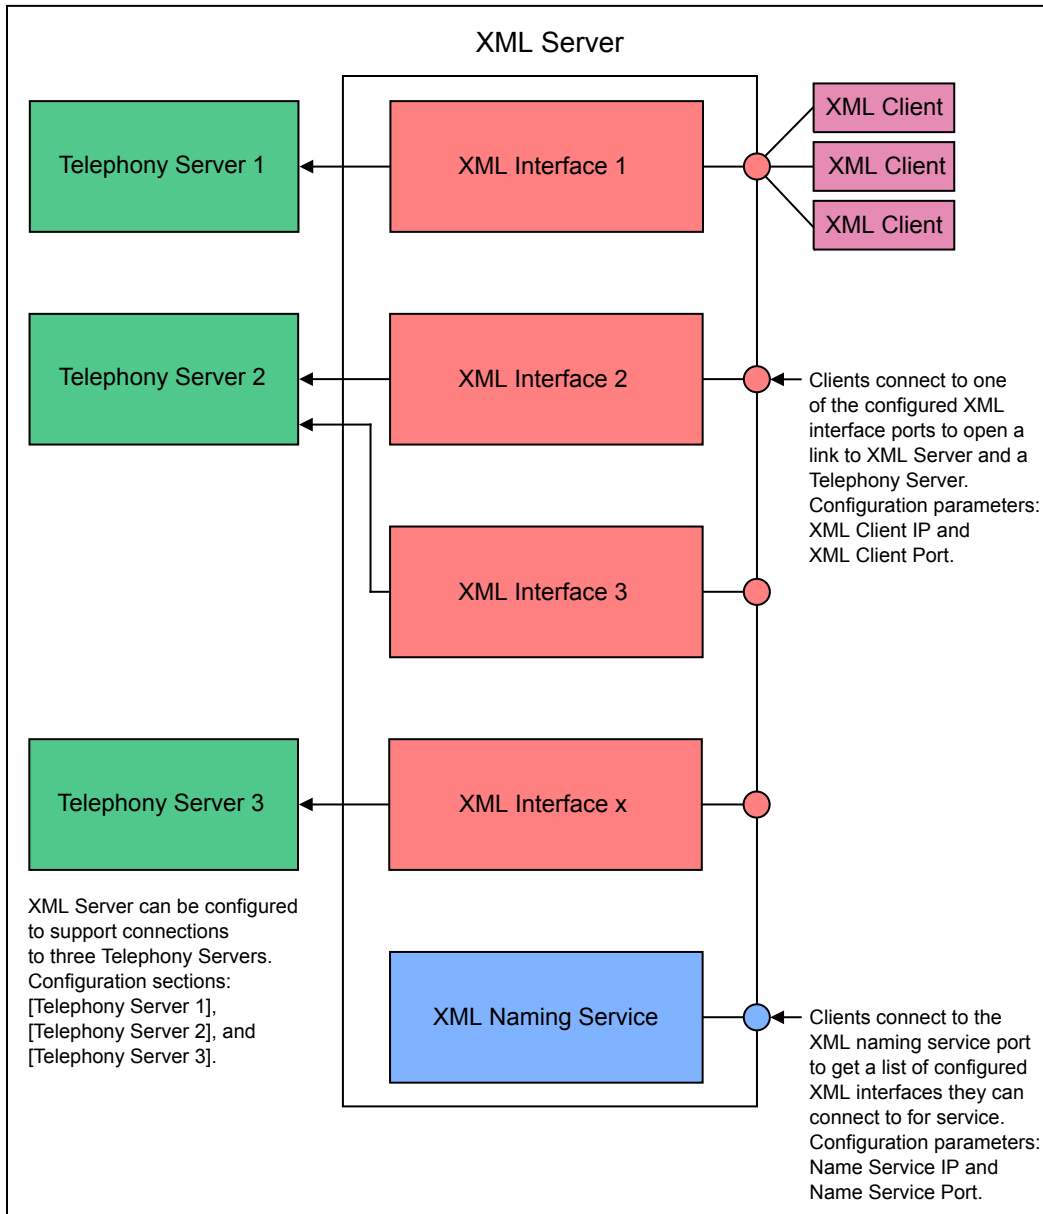 XML Server
XML Client
Telephony Server 1
XML Interface 1
XML Client
XML Client
Telephony Server 2
XML Interface 2
Clients connect to one
of the configured XML
interface ports to open a
link to XML Server and a
Telephony Server.
Configuration parameters:
XML Client IP and
XML Client Port.
XML Interface 3
Telephony Server 3
XML Interface x
XML Server can be configured
to support connections
to three Telephony Servers.
Configuration sections:
[Telephony Server 1],
[Telephony Server 2], and
[Telephony Server 3].
XML Naming Service
Clients connect to the
XML naming service port
to get a list of configured
XML interfaces they can
connect to for service.
Configuration parameters:
Name Service IP and
Name Service Port.